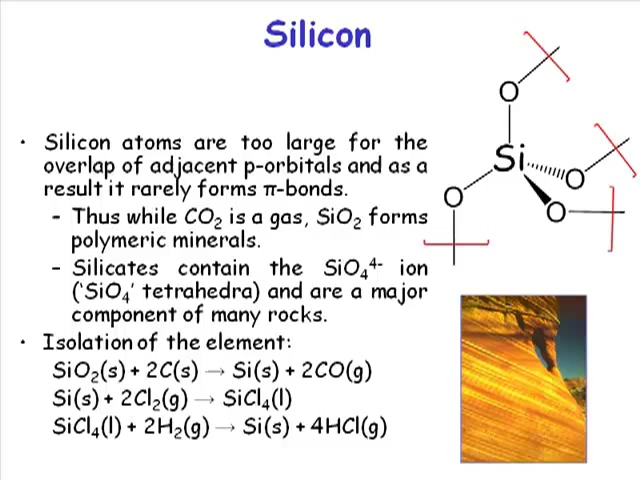 Silicon
• Silicon atoms are too large for the
overlap of adjacent p-orbitals and as a
result it rarely forms π-bonds.
– Thus while CO₂ is a gas, SiO₂ forms
polymeric minerals.
– Silicates contain the SiO₄⁴⁻ ion
('SiO₄' tetrahedra) and are a major
component of many rocks.
• Isolation of the element:
SiO₂(s) + 2C(s) → Si(s) + 2CO(g)
Si(s) + 2Cl₂(g) → SiCl₄(l)
SiCl₄(l) + 2H₂(g) → Si(s) + 4HCl(g)
O
Si
O
O
O